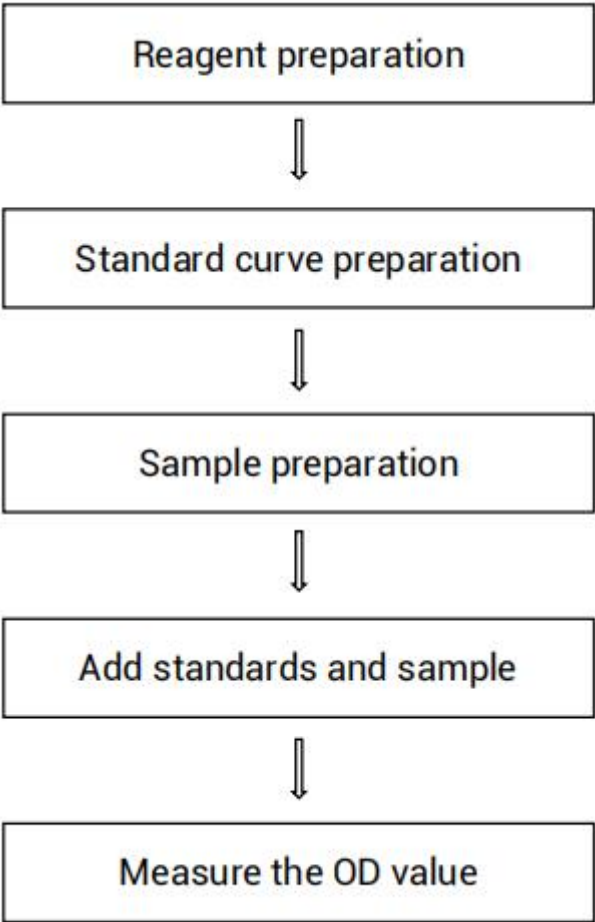 Reagent preparation
Standard curve preparation
Sample preparation
Add standards and sample
Measure the OD value